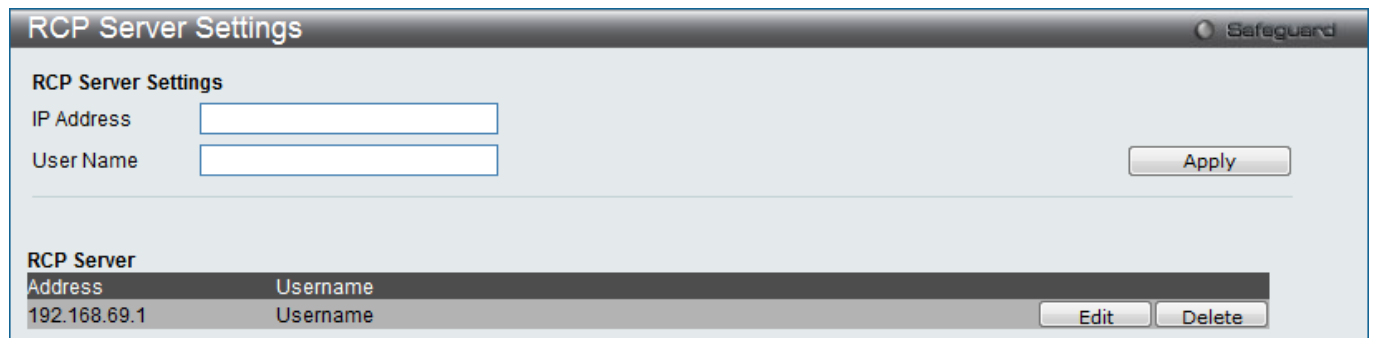 RCP Server Settings Safeguard
RCP Server Settings
IP Address
User Name Apply
RCP Server
Address Username
192.168.69.1 Username Edit Delete